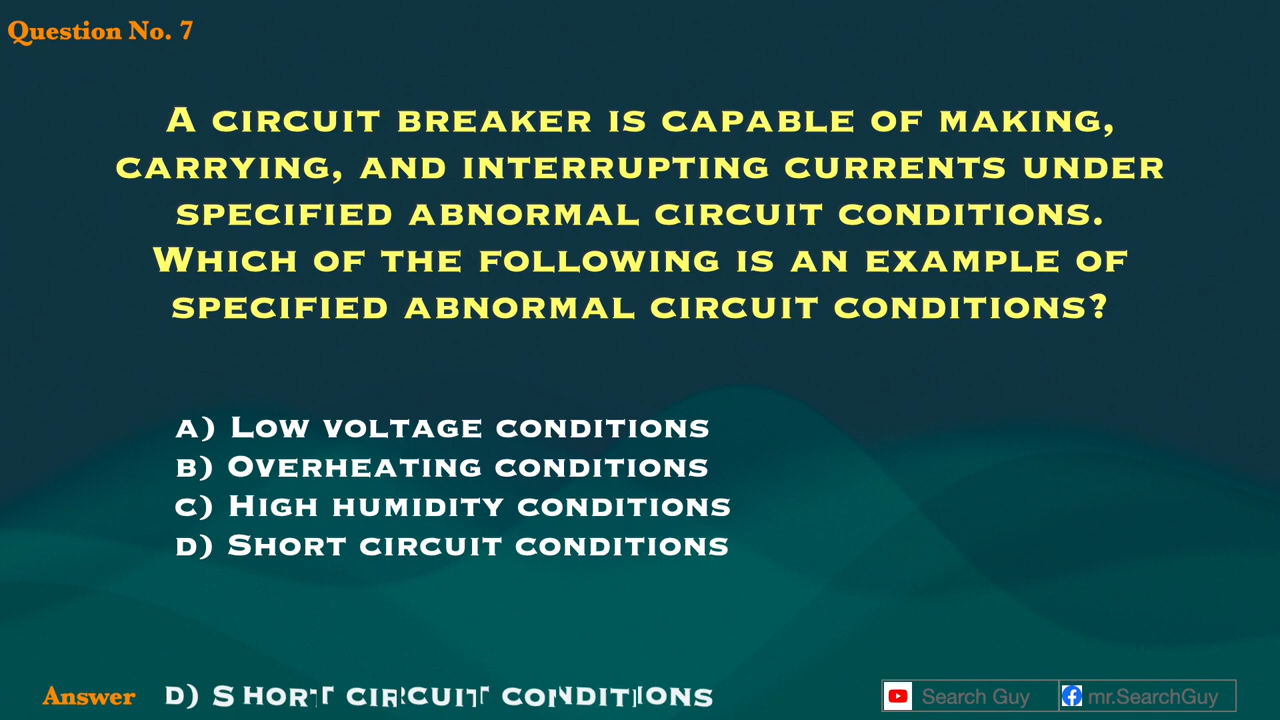 Question No. 7
A circuit breaker is capable of making,
carrying, and interrupting currents under
specified abnormal circuit conditions.
Which of the following is an example of
specified abnormal circuit conditions?
a) Low voltage conditions
b) Overheating conditions
c) High humidity conditions
d) Short circuit conditions
Answer d) Short circuit conditions
Search Guy mr.SearchGuy